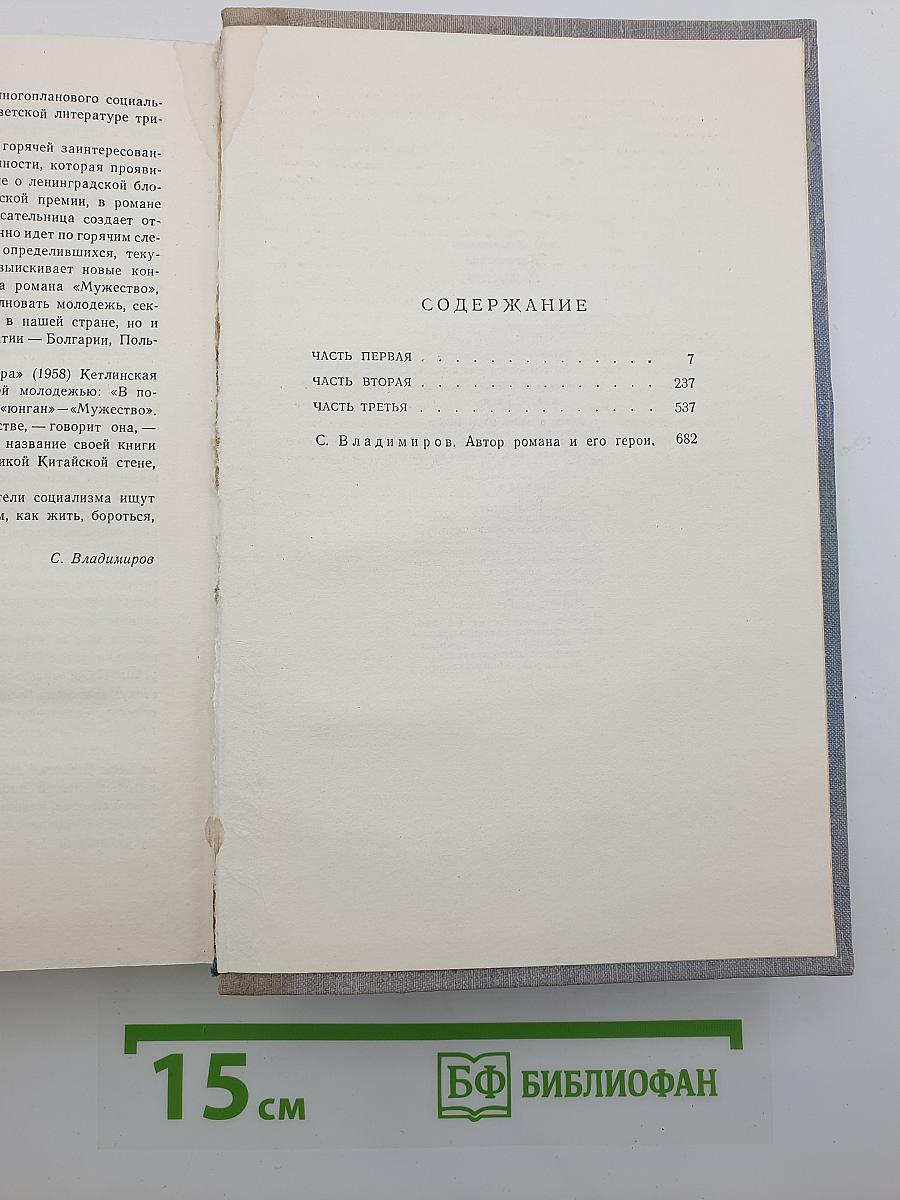 многопланового социаль-
ветской литературе три-
горячей заинтересован-
ности, которая прояви-
е о ленинградской бло-
ской премии, в романе
сательница создает от-
нно идет по горячим сле-
определившихся, теку-
выискивает новые кон-
а романа «Мужество»,
лновать молодежь, сек-
в нашей стране, но и
тии — Болгарии, Поль-
ра» (1958) Кетлинская
й молодежью: «В по-
«юнган» — «Мужество».
стве, — говорит она, —
название своей книги
икой Китайской стене,
тели социализма ищут
м, как жить, бороться,
С. Владимиров
СОДЕРЖАНИЕ
ЧАСТЬ ПЕРВАЯ . . . . . . . . . . . . . . 7
ЧАСТЬ ВТОРАЯ . . . . . . . . . . . . . . 237
ЧАСТЬ ТРЕТЬЯ . . . . . . . . . . . . . . 537
С. Владимиров. Автор романа и его герои. 682
15 см
БФ БИБЛИОФАН